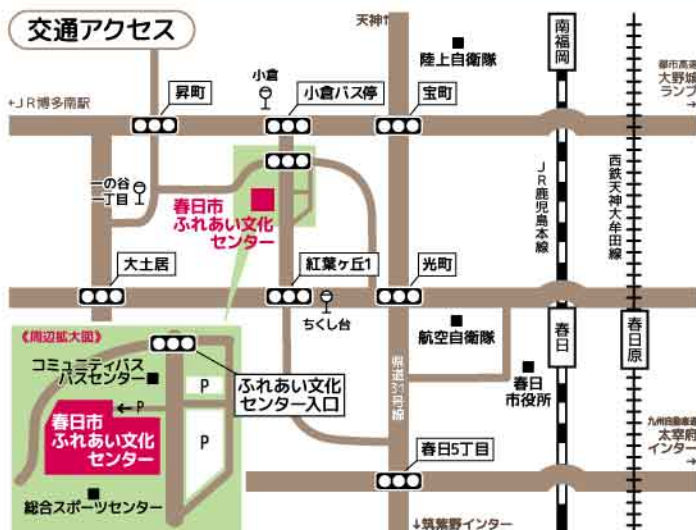 交通アクセス
天神↑
陸上自衛隊
南福岡
都市高速
大野城
ランプ
→
小倉
昇町
小倉バス停
宝町
←JR博多南駅
一の谷
一丁目
春日市
ふれあい文化
センター
JR鹿児島本線
西鉄天神大牟田線
大土居
紅葉ヶ丘1
光町
ちくし台
航空自衛隊
春日
春日原
県道31号線
春日
市役所
《周辺拡大図》
コミュニティバス
バスセンター
P
ふれあい文化
センター入口
←P
春日市
ふれあい文化
センター
P
総合スポーツセンター
春日5丁目
九州自動車道
太宰府
インター
→
↓筑紫野インター